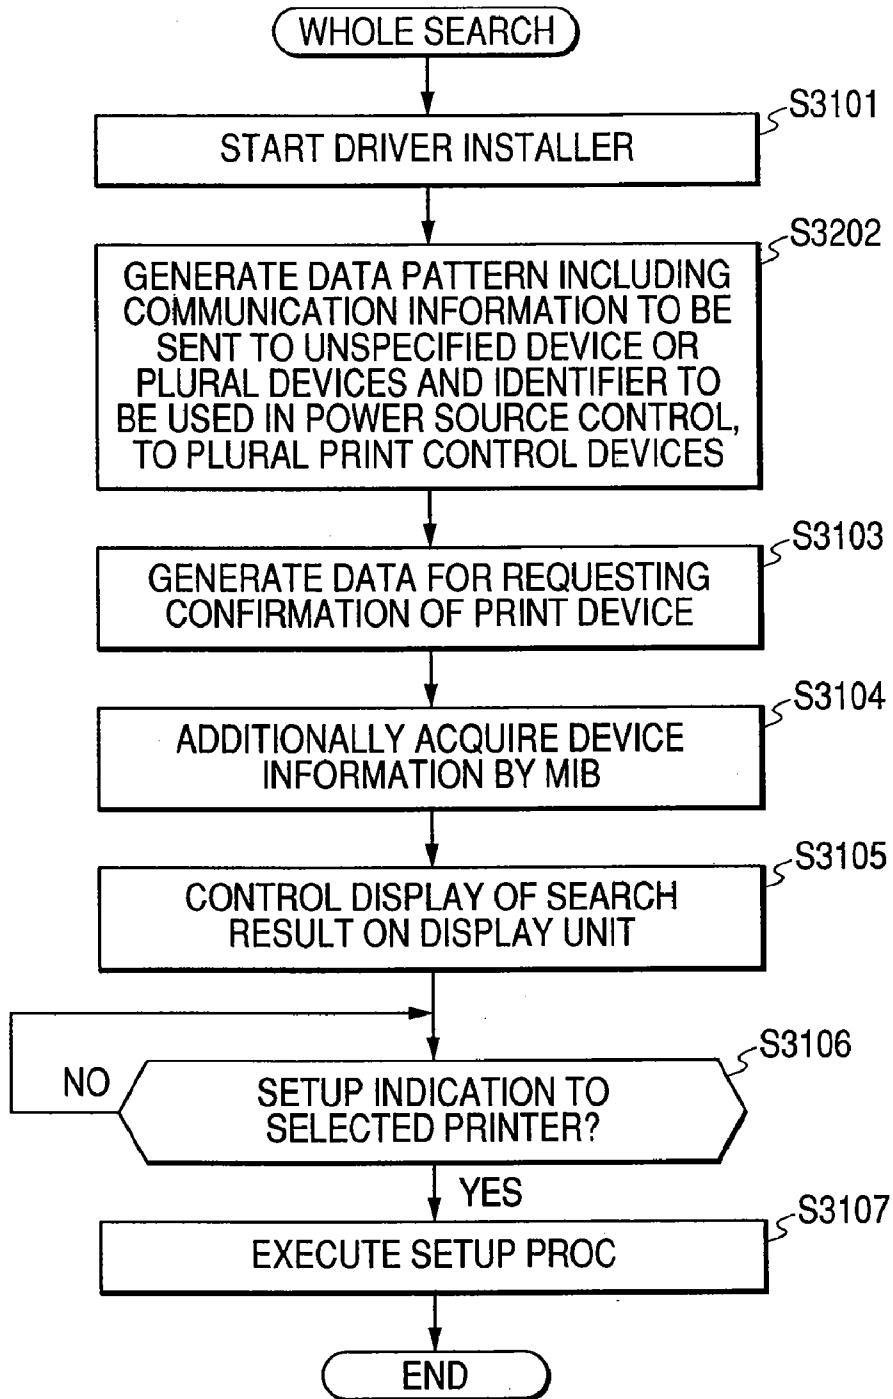 WHOLE SEARCH
S3101
START DRIVER INSTALLER
S3202
GENERATE DATA PATTERN INCLUDING
COMMUNICATION INFORMATION TO BE
SENT TO UNSPECIFIED DEVICE OR
PLURAL DEVICES AND IDENTIFIER TO
BE USED IN POWER SOURCE CONTROL,
TO PLURAL PRINT CONTROL DEVICES
S3103
GENERATE DATA FOR REQUESTING
CONFIRMATION OF PRINT DEVICE
S3104
ADDITIONALLY ACQUIRE DEVICE
INFORMATION BY MIB
S3105
CONTROL DISPLAY OF SEARCH
RESULT ON DISPLAY UNIT
S3106
NO
SETUP INDICATION TO
SELECTED PRINTER?
YES
S3107
EXECUTE SETUP PROC
END